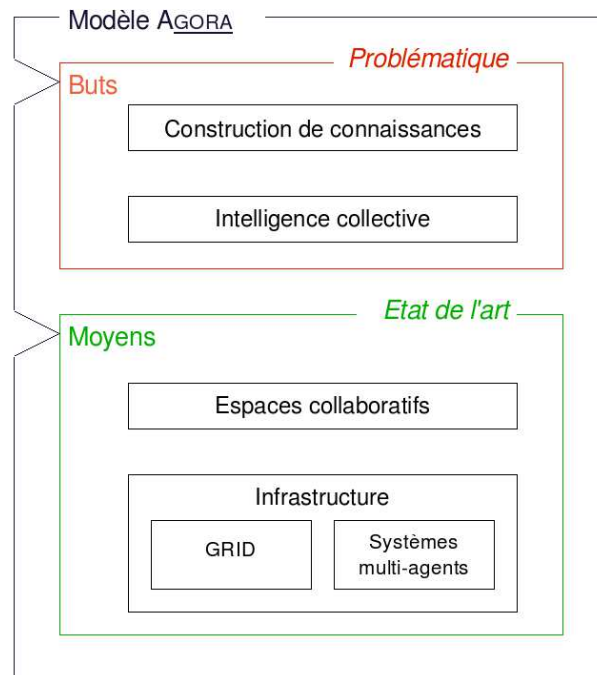 Modèle AGORA
Problématique
Buts
Construction de connaissances
Intelligence collective
Etat de l'art
Moyens
Espaces collaboratifs
Infrastructure
GRID
Systèmes
multi-agents